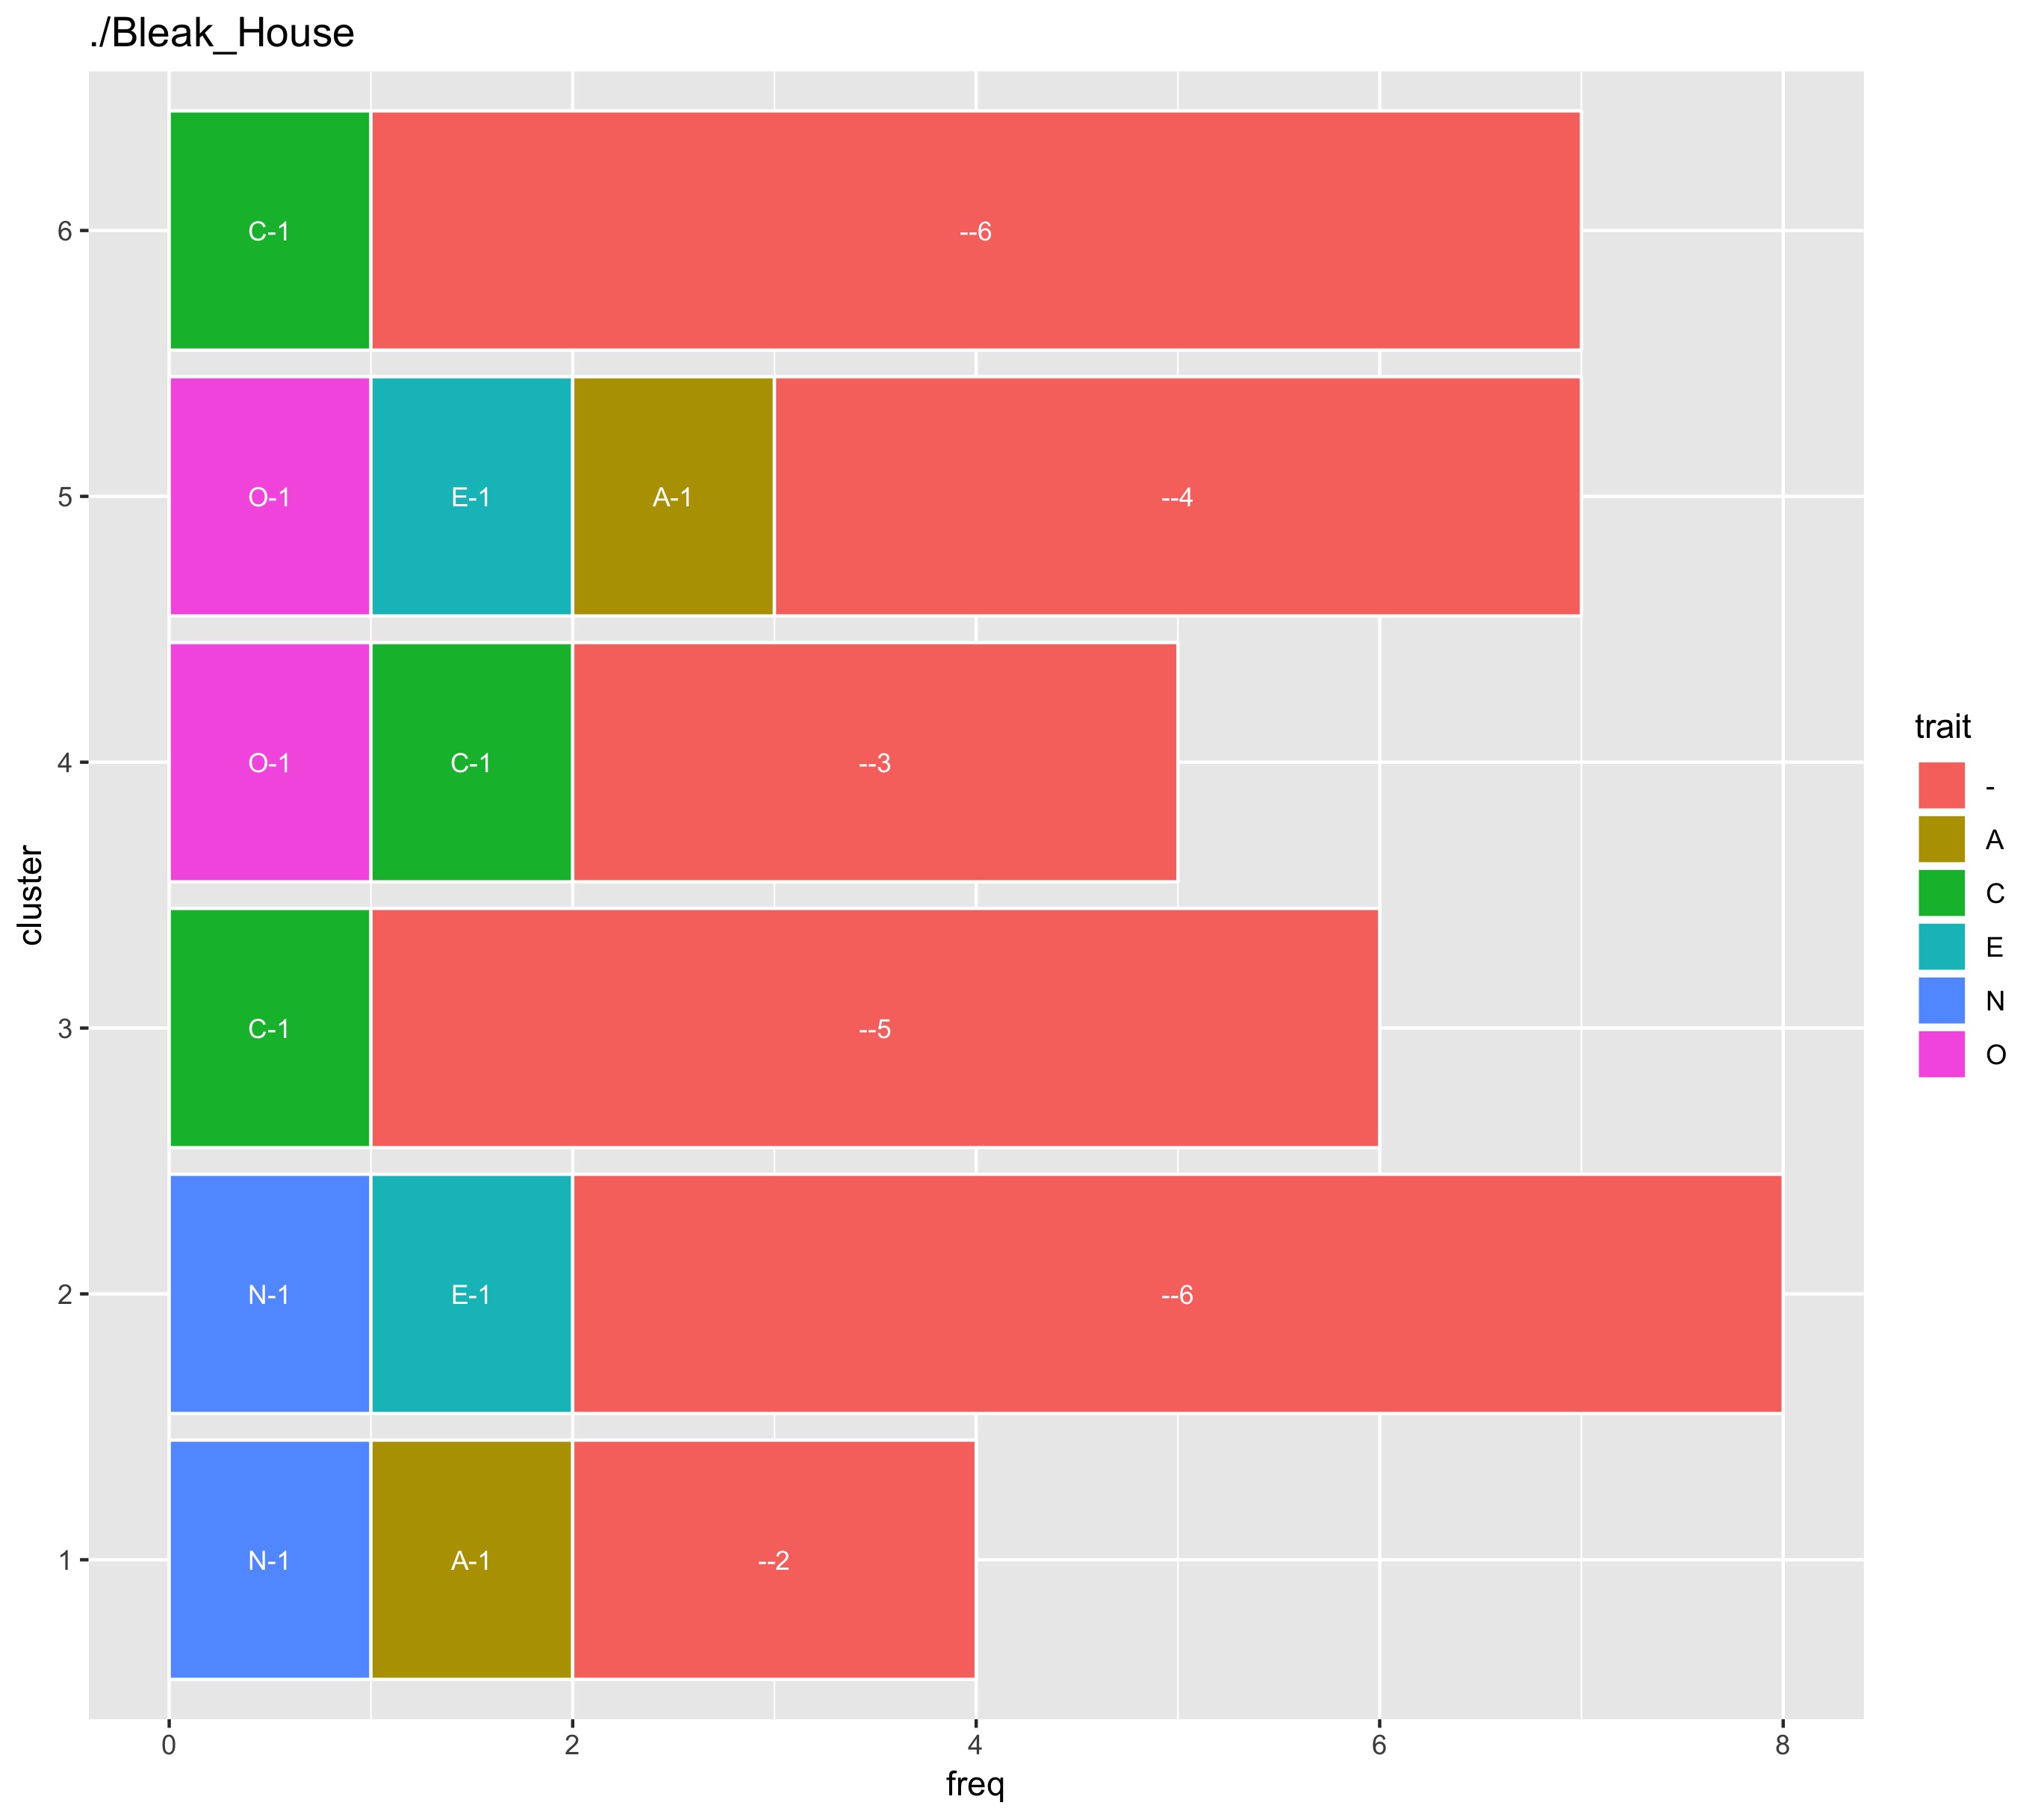 ./Bleak_House
6
C-1
--6
5
O-1
E-1
A-1
--4
4
O-1
C-1
--3
3
C-1
--5
2
N-1
E-1
--6
1
N-1
A-1
--2
0
2
4
6
8
freq
cluster
trait
-
A
C
E
N
O